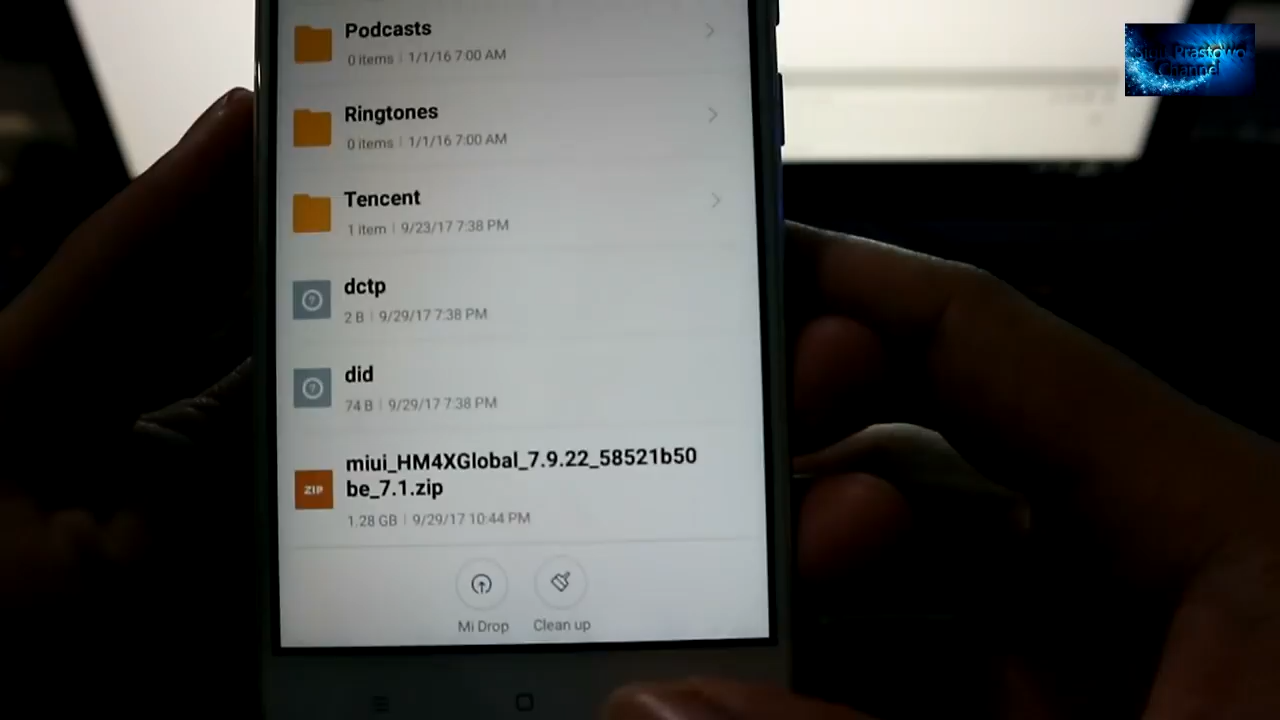 Podcasts
0 items | 1/1/16 7:00 AM
Ringtones
0 items | 1/1/16 7:00 AM
Tencent
1 item | 9/23/17 7:38 PM
dctp
2 B | 9/29/17 7:38 PM
did
74 B | 9/29/17 7:38 PM
miui_HM4XGlobal_7.9.22_58521b50
be_7.1.zip
ZIP
1.28 GB | 9/29/17 10:44 PM
Mi Drop
Clean up
Sigit Prastowo
Channel